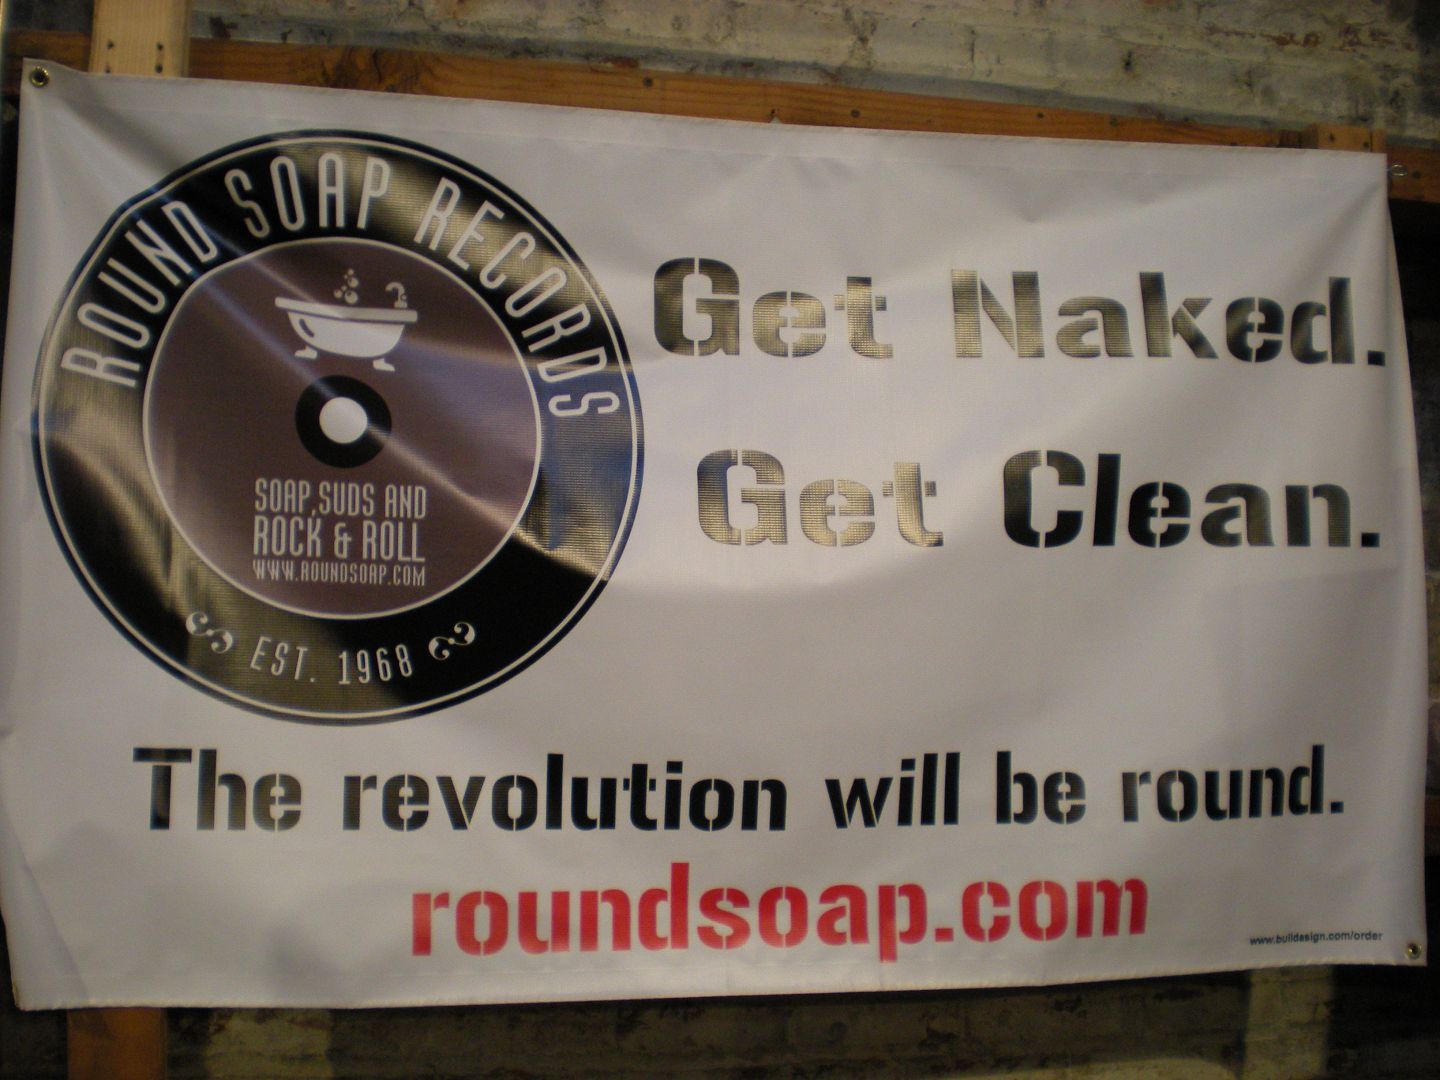 ROUND SOAP RECORDS
SOAP, SUDS AND
ROCK & ROLL
WWW.ROUNDSOAP.COM
EST. 1968
Get Naked.
Get Clean.
The revolution will be round.
roundsoap.com
www.buildasign.com/order